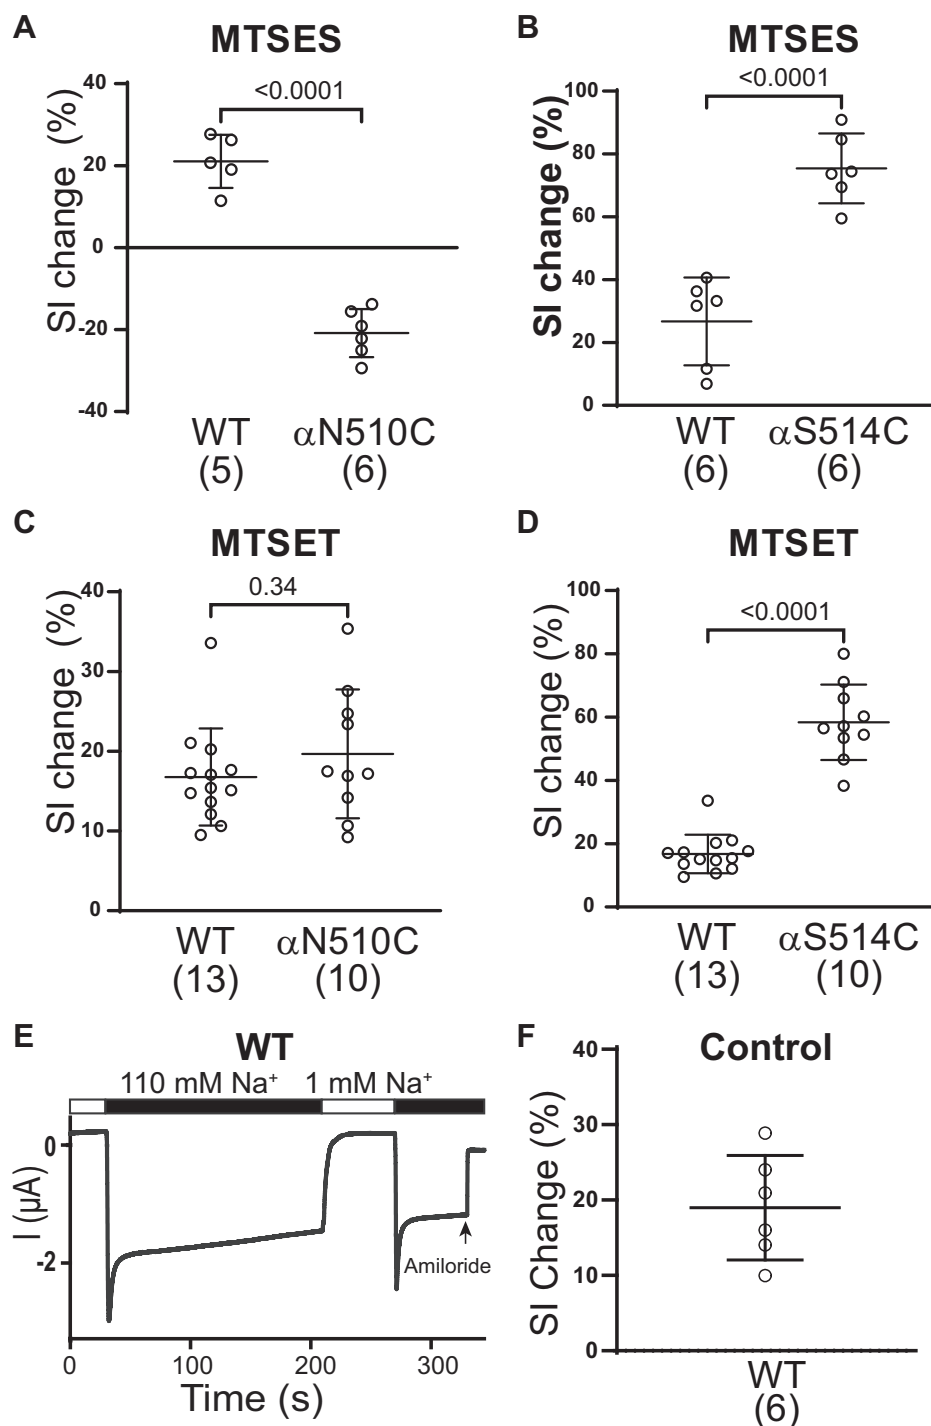 A
MTSES
SI change (%)
40
20
0
-20
-40
<0.0001
WT
(5)
αN510C
(6)
B
MTSES
SI change (%)
100
80
60
40
20
0
<0.0001
WT
(6)
αS514C
(6)
C
MTSET
SI change (%)
40
30
20
10
0
0.34
WT
(13)
αN510C
(10)
D
MTSET
SI change (%)
100
80
60
40
20
0
<0.0001
WT
(13)
αS514C
(10)
E
WT
110 mM Na⁺
1 mM Na⁺
I (μA)
0
-2
Amiloride
0
100
200
300
Time (s)
F
Control
SI Change (%)
40
30
20
10
0
WT
(6)